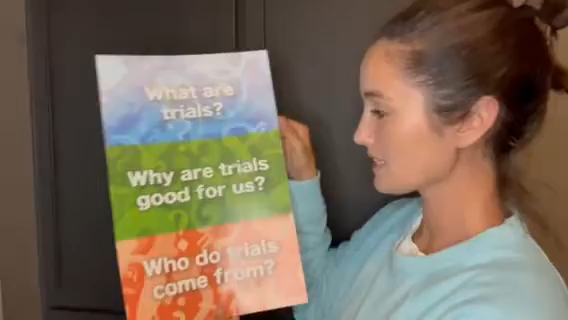 What are
trials?
Why are trials
good for us?
Who do trials
come from?